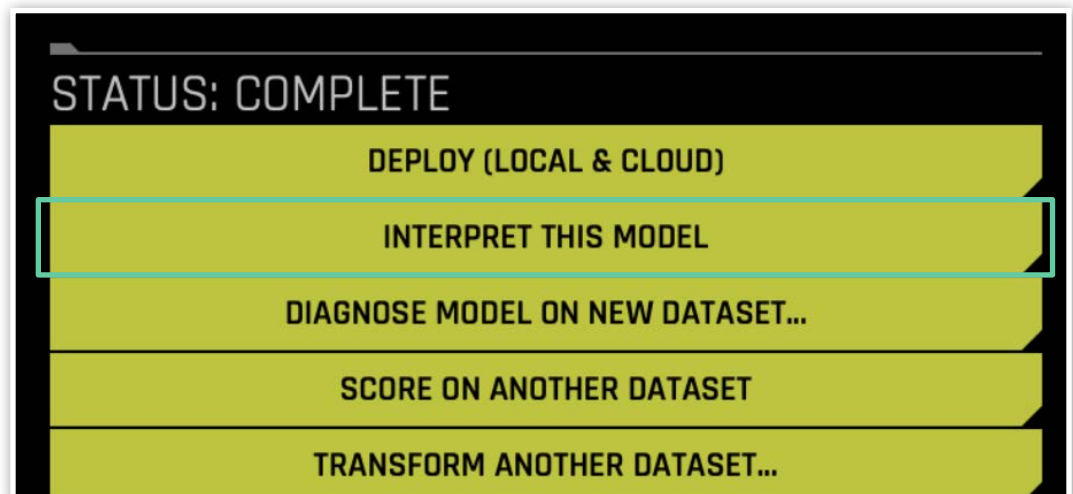 STATUS: COMPLETE
DEPLOY (LOCAL & CLOUD)
INTERPRET THIS MODEL
DIAGNOSE MODEL ON NEW DATASET...
SCORE ON ANOTHER DATASET
TRANSFORM ANOTHER DATASET...